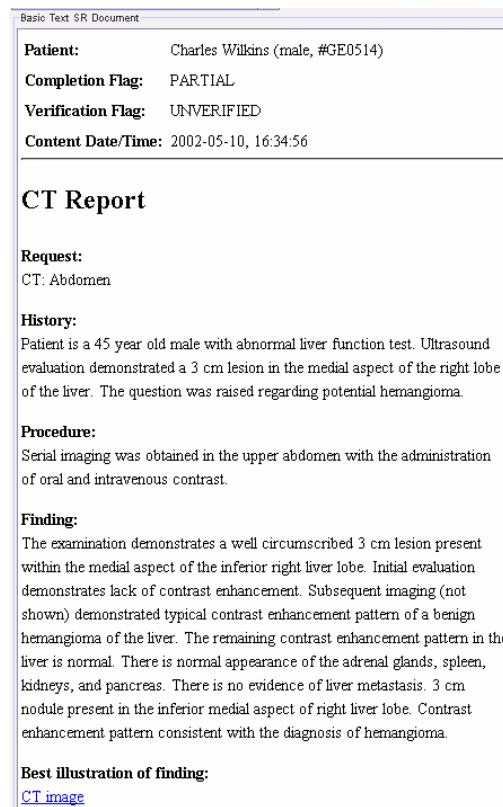 Basic Text SR Document
Patient: Charles Wilkins (male, #GE0514)
Completion Flag: PARTIAL
Verification Flag: UNVERIFIED
Content Date/Time: 2002-05-10, 16:34:56
CT Report
Request:
CT: Abdomen
History:
Patient is a 45 year old male with abnormal liver function test. Ultrasound
evaluation demonstrated a 3 cm lesion in the medial aspect of the right lobe
of the liver. The question was raised regarding potential hemangioma.
Procedure:
Serial imaging was obtained in the upper abdomen with the administration
of oral and intravenous contrast.
Finding:
The examination demonstrates a well circumscribed 3 cm lesion present
within the medial aspect of the inferior right liver lobe. Initial evaluation
demonstrates lack of contrast enhancement. Subsequent imaging (not
shown) demonstrated typical contrast enhancement pattern of a benign
hemangioma of the liver. The remaining contrast enhancement pattern in the
liver is normal. There is normal appearance of the adrenal glands, spleen,
kidneys, and pancreas. There is no evidence of liver metastasis. 3 cm
nodule present in the inferior medial aspect of right liver lobe. Contrast
enhancement pattern consistent with the diagnosis of hemangioma.
Best illustration of finding:
CT image